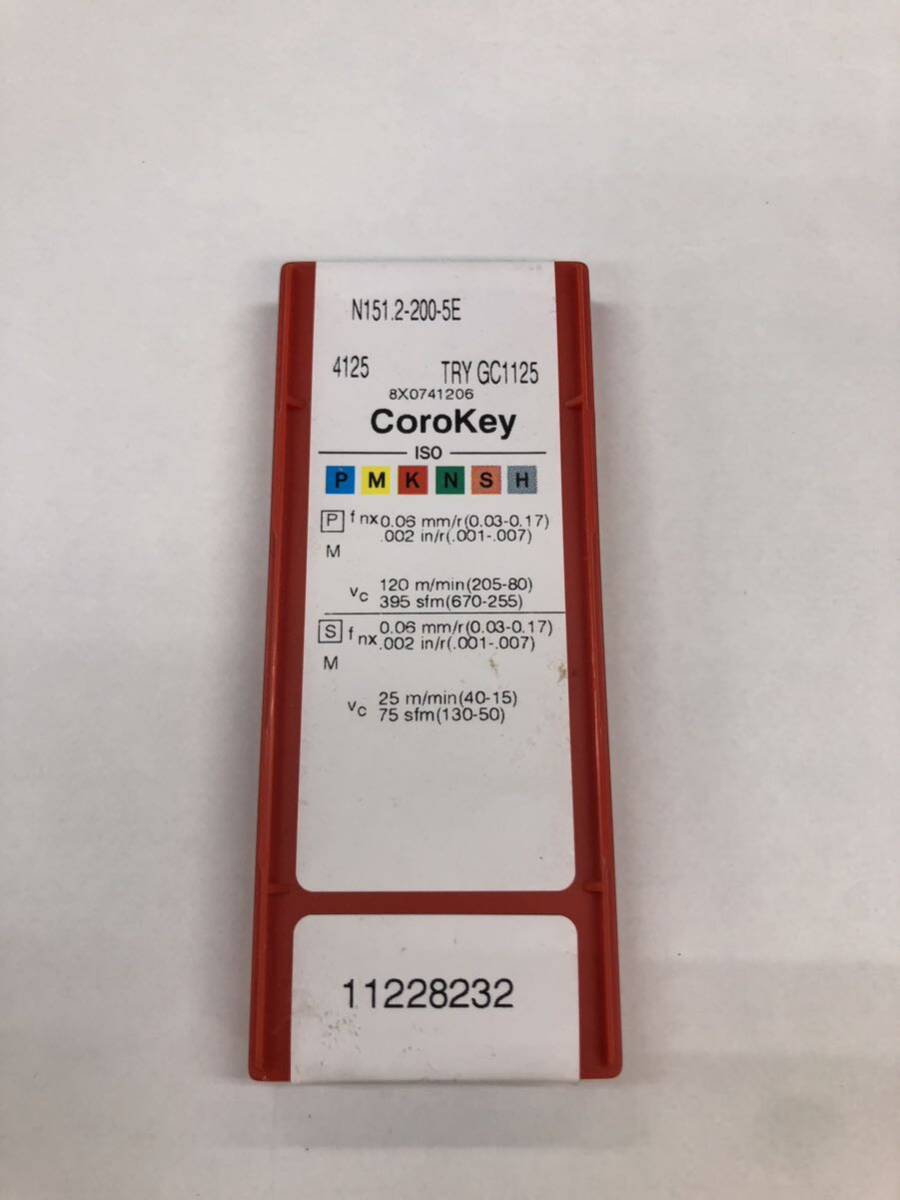 N151.2-200-5E
4125 TRY GC1125
8X0741206
CoroKey
ISO
P M K N S H
P f nx 0.06 mm/r(0.03-0.17)
.002 in/r(.001-.007)
M
vc 120 m/min(205-80)
395 sfm(670-255)
S f nx 0.06 mm/r(0.03-0.17)
.002 in/r(.001-.007)
M
vc 25 m/min(40-15)
75 sfm(130-50)
11228232